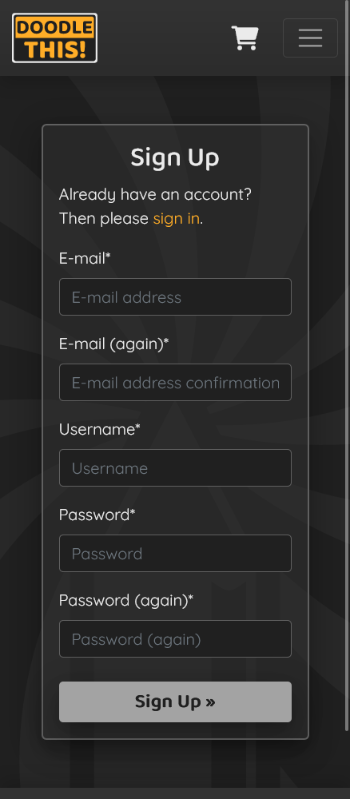 DOODLE
THIS!
Sign Up
Already have an account?
Then please sign in.
E-mail*
E-mail address
E-mail (again)*
E-mail address confirmation
Username*
Username
Password*
Password
Password (again)*
Password (again)
Sign Up »